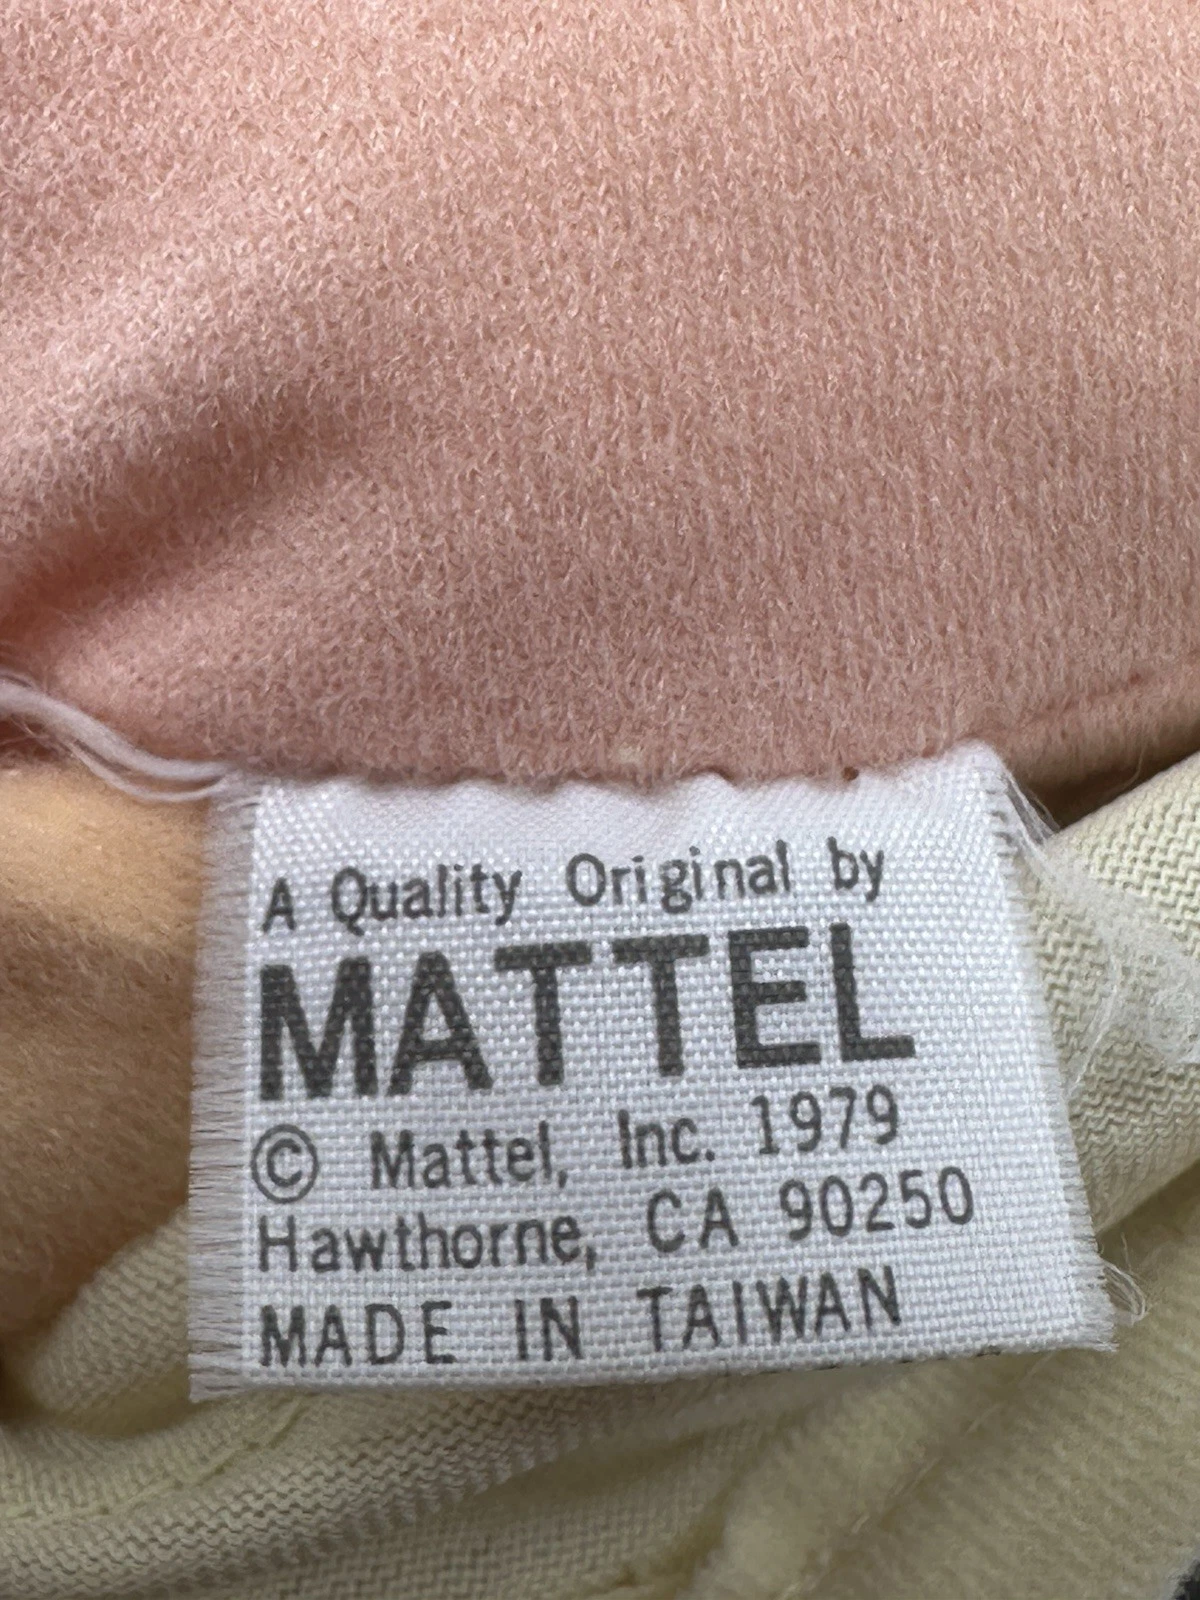 A Quality Original by
MATTEL
© Mattel, Inc. 1979
Hawthorne, CA 90250
MADE IN TAIWAN